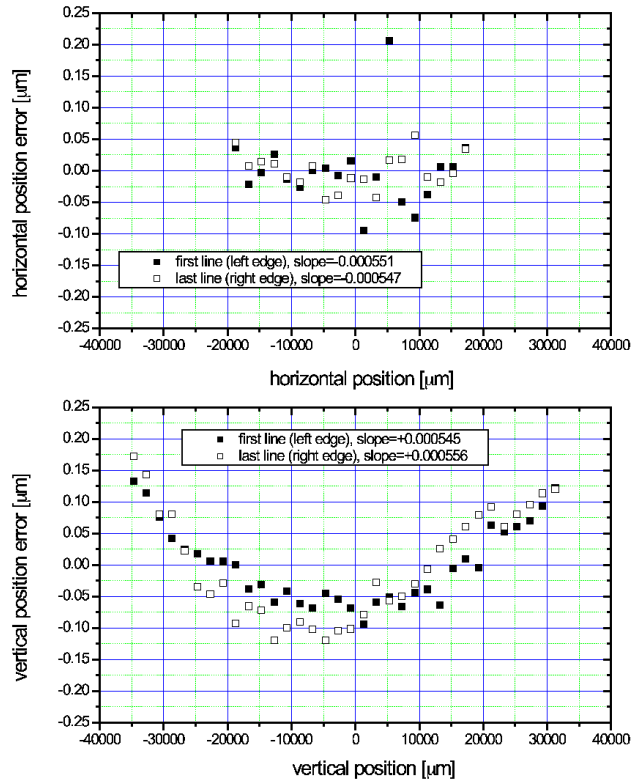 0.25
0.20
0.15
0.10
0.05
0.00
-0.05
-0.10
-0.15
-0.20
-0.25
horizontal position error [μm]
first line (left edge), slope=-0.000551
last line (right edge), slope=-0.000547
-40000 -30000 -20000 -10000 0 10000 20000 30000 40000
horizontal position [μm]
0.25
0.20
0.15
0.10
0.05
0.00
-0.05
-0.10
-0.15
-0.20
-0.25
vertical position error [μm]
first line (left edge), slope=+0.000545
last line (right edge), slope=+0.000556
-40000 -30000 -20000 -10000 0 10000 20000 30000 40000
vertical position [μm]